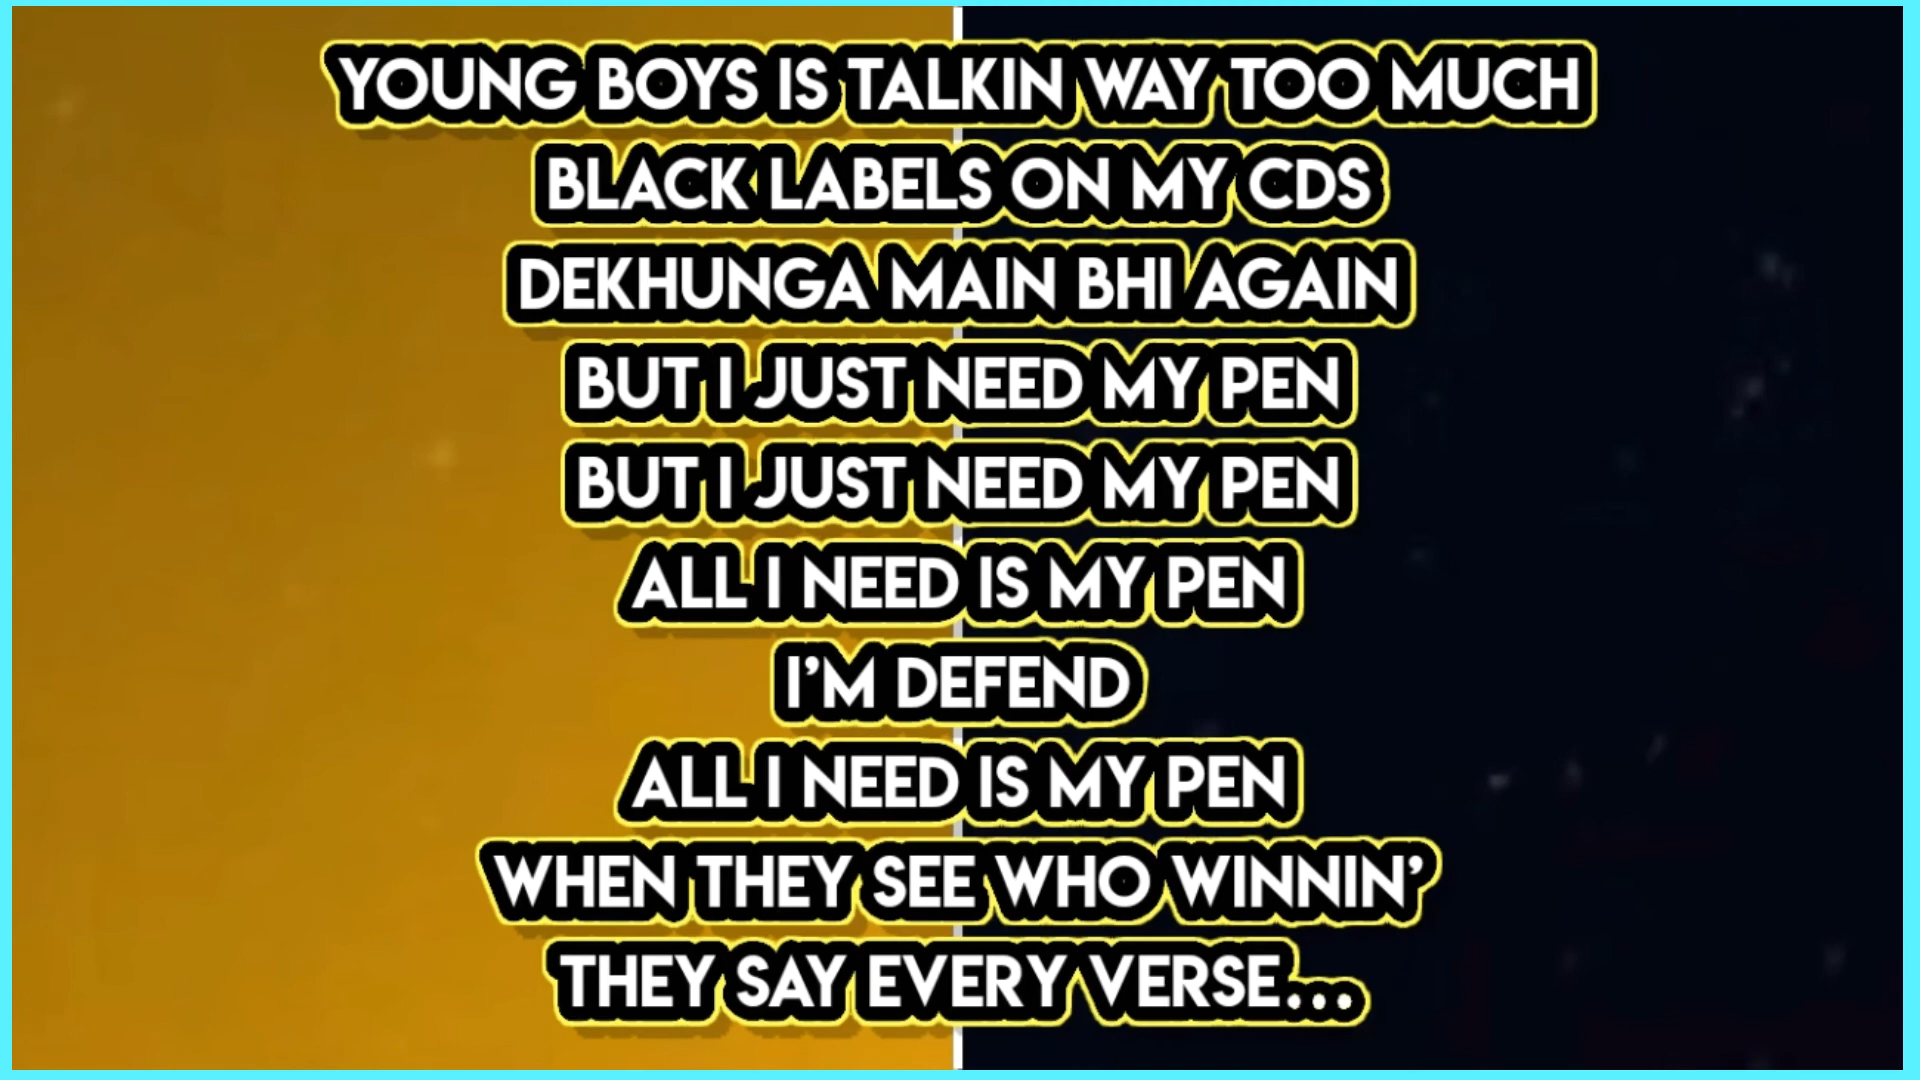 YOUNG BOYS IS TALKIN WAY TOO MUCH
BLACK LABELS ON MY CDS
DEKHUNGA MAIN BHI AGAIN
BUT I JUST NEED MY PEN
BUT I JUST NEED MY PEN
ALL I NEED IS MY PEN
I'M DEFEND
ALL I NEED IS MY PEN
WHEN THEY SEE WHO WINNIN'
THEY SAY EVERY VERSE...